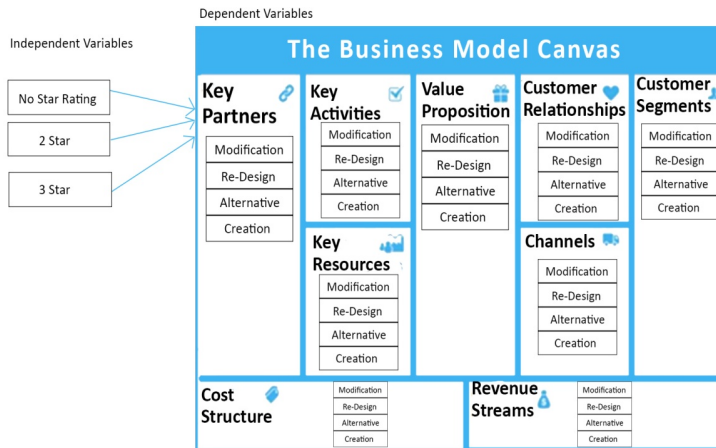 Dependent Variables
Independent Variables
The Business Model Canvas
No Star Rating
2 Star
3 Star
Key
Partners
Modification
Re-Design
Alternative
Creation
Key
Activities
Modification
Re-Design
Alternative
Creation
Key
Resources
Modification
Re-Design
Alternative
Creation
Value
Proposition
Modification
Re-Design
Alternative
Creation
Customer
Relationships
Modification
Re-Design
Alternative
Creation
Channels
Modification
Re-Design
Alternative
Creation
Customer
Segments
Modification
Re-Design
Alternative
Creation
Cost
Structure
Modification
Re-Design
Alternative
Creation
Revenue
Streams
$
Modification
Re-Design
Alternative
Creation